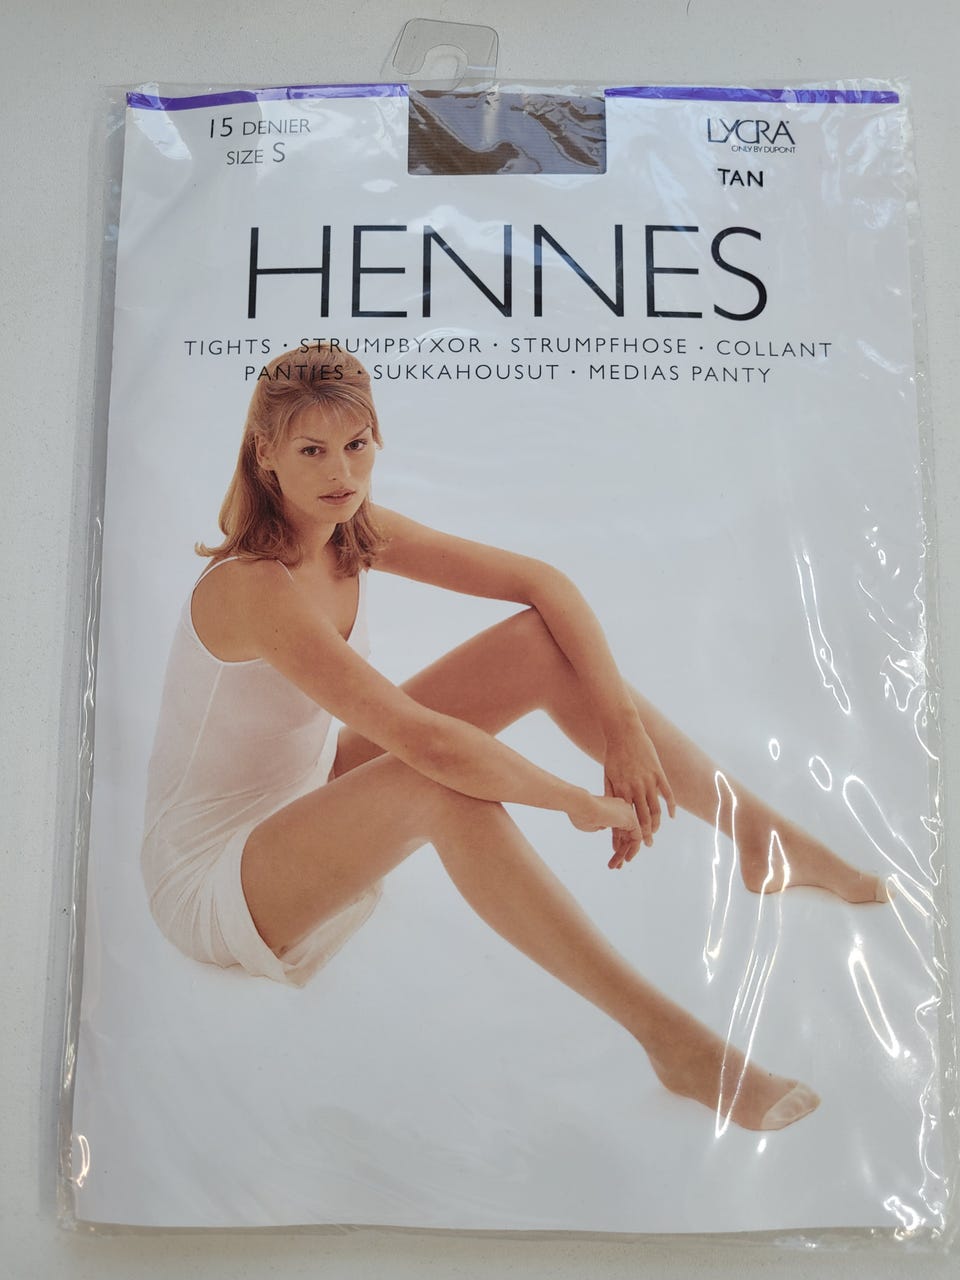 15 DENIER
SIZE S
LYCRA®
ONLY BY DUPONT
TAN
HENNES
TIGHTS · STRUMPBYXOR · STRUMPFHOSE · COLLANT
PANTIES · SUKKAHOUSUT · MEDIAS PANTY